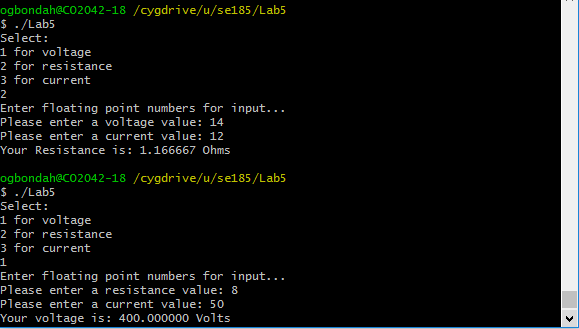 ogbondah@CO2042-18 /cygdrive/u/se185/Lab5
$ ./Lab5
Select:
1 for voltage
2 for resistance
3 for current
2
Enter floating point numbers for input...
Please enter a voltage value: 14
Please enter a current value: 12
Your Resistance is: 1.166667 Ohms
ogbondah@CO2042-18 /cygdrive/u/se185/Lab5
$ ./Lab5
Select:
1 for voltage
2 for resistance
3 for current
1
Enter floating point numbers for input...
Please enter a resistance value: 8
Please enter a current value: 50
Your voltage is: 400.000000 Volts